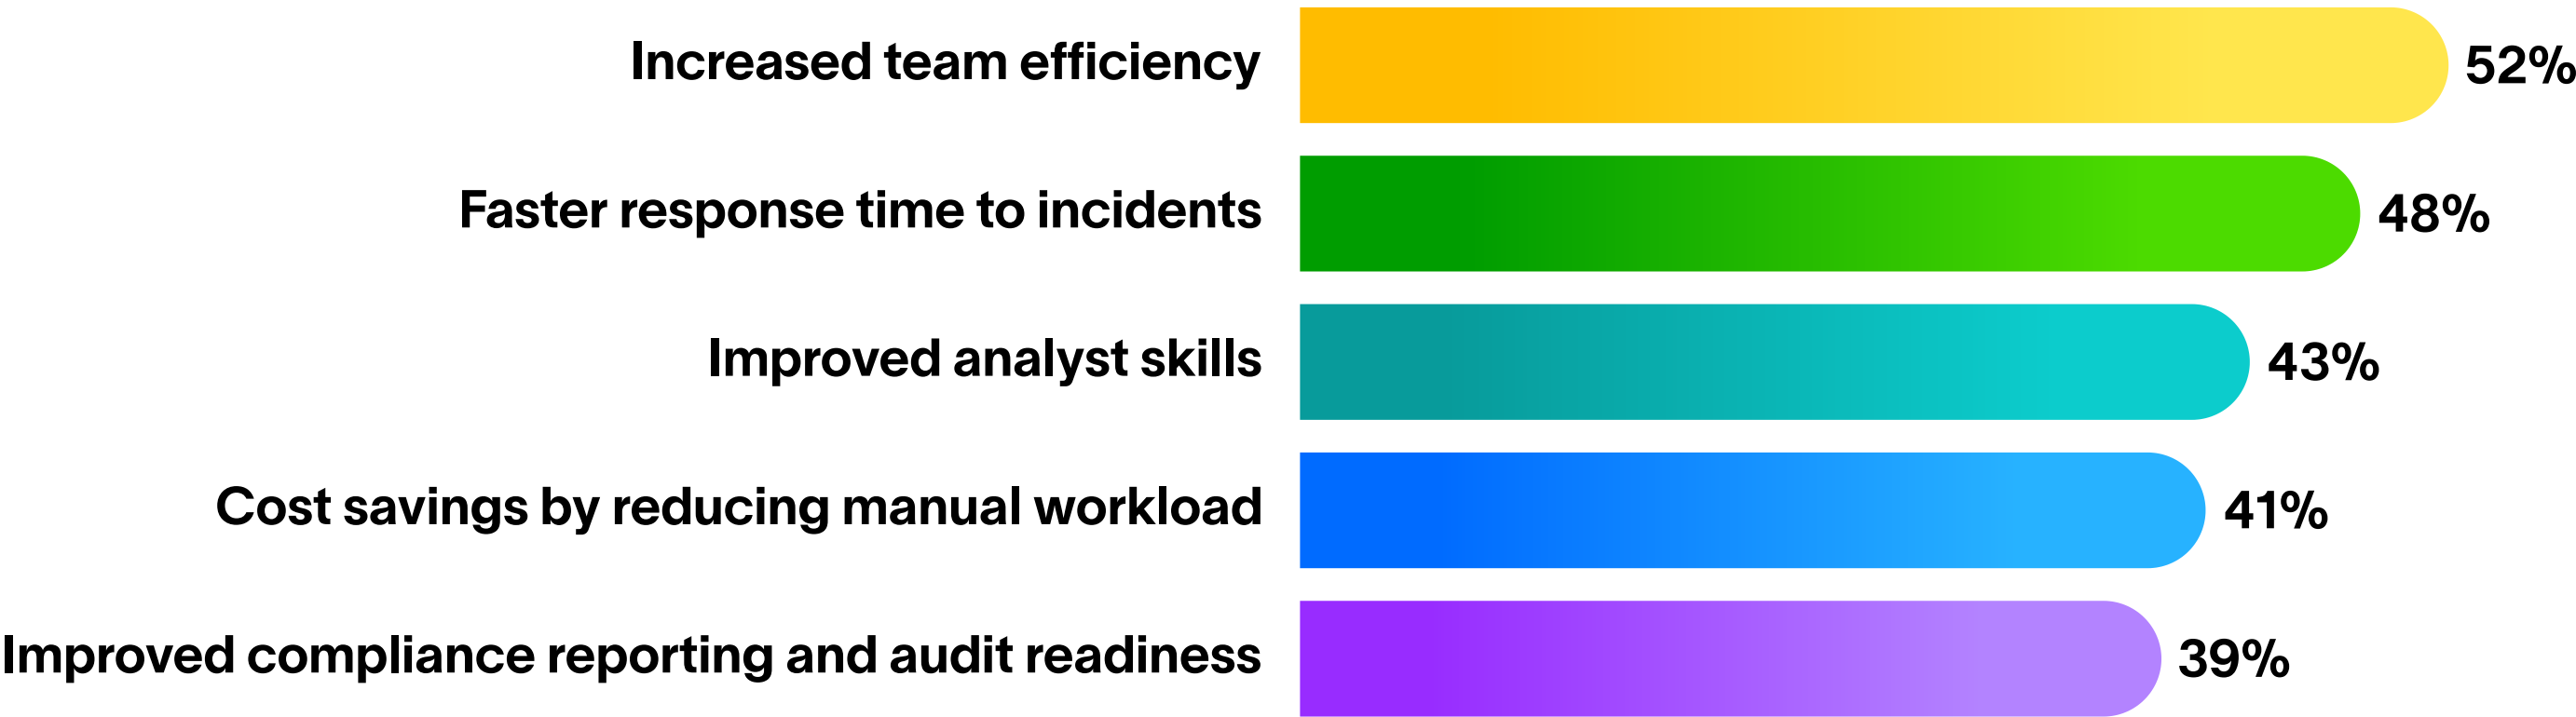 Increased team efficiency 52%
Faster response time to incidents 48%
Improved analyst skills 43%
Cost savings by reducing manual workload 41%
Improved compliance reporting and audit readiness 39%